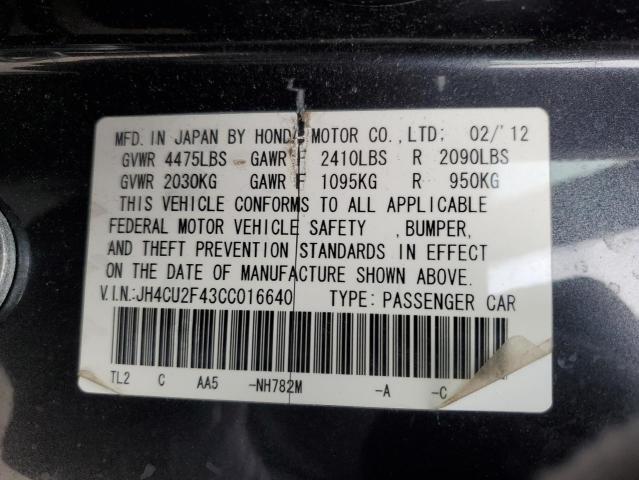 MFD. IN JAPAN BY HONDA MOTOR CO.,LTD: 02/'12
GVWR 4475LBS GAWR F 2410LBS R 2090LBS
GVWR 2030KG GAWR F 1095KG R 950KG
THIS VEHICLE CONFORMS TO ALL APPLICABLE
FEDERAL MOTOR VEHICLE SAFETY ,BUMPER,
AND THEFT PREVENTION STANDARDS IN EFFECT
ON THE DATE OF MANUFACTURE SHOWN ABOVE.
V.I.N.:JH4CU2F43CC016640 TYPE: PASSENGER CAR
TL2 C AA5 -NH782M -A -C